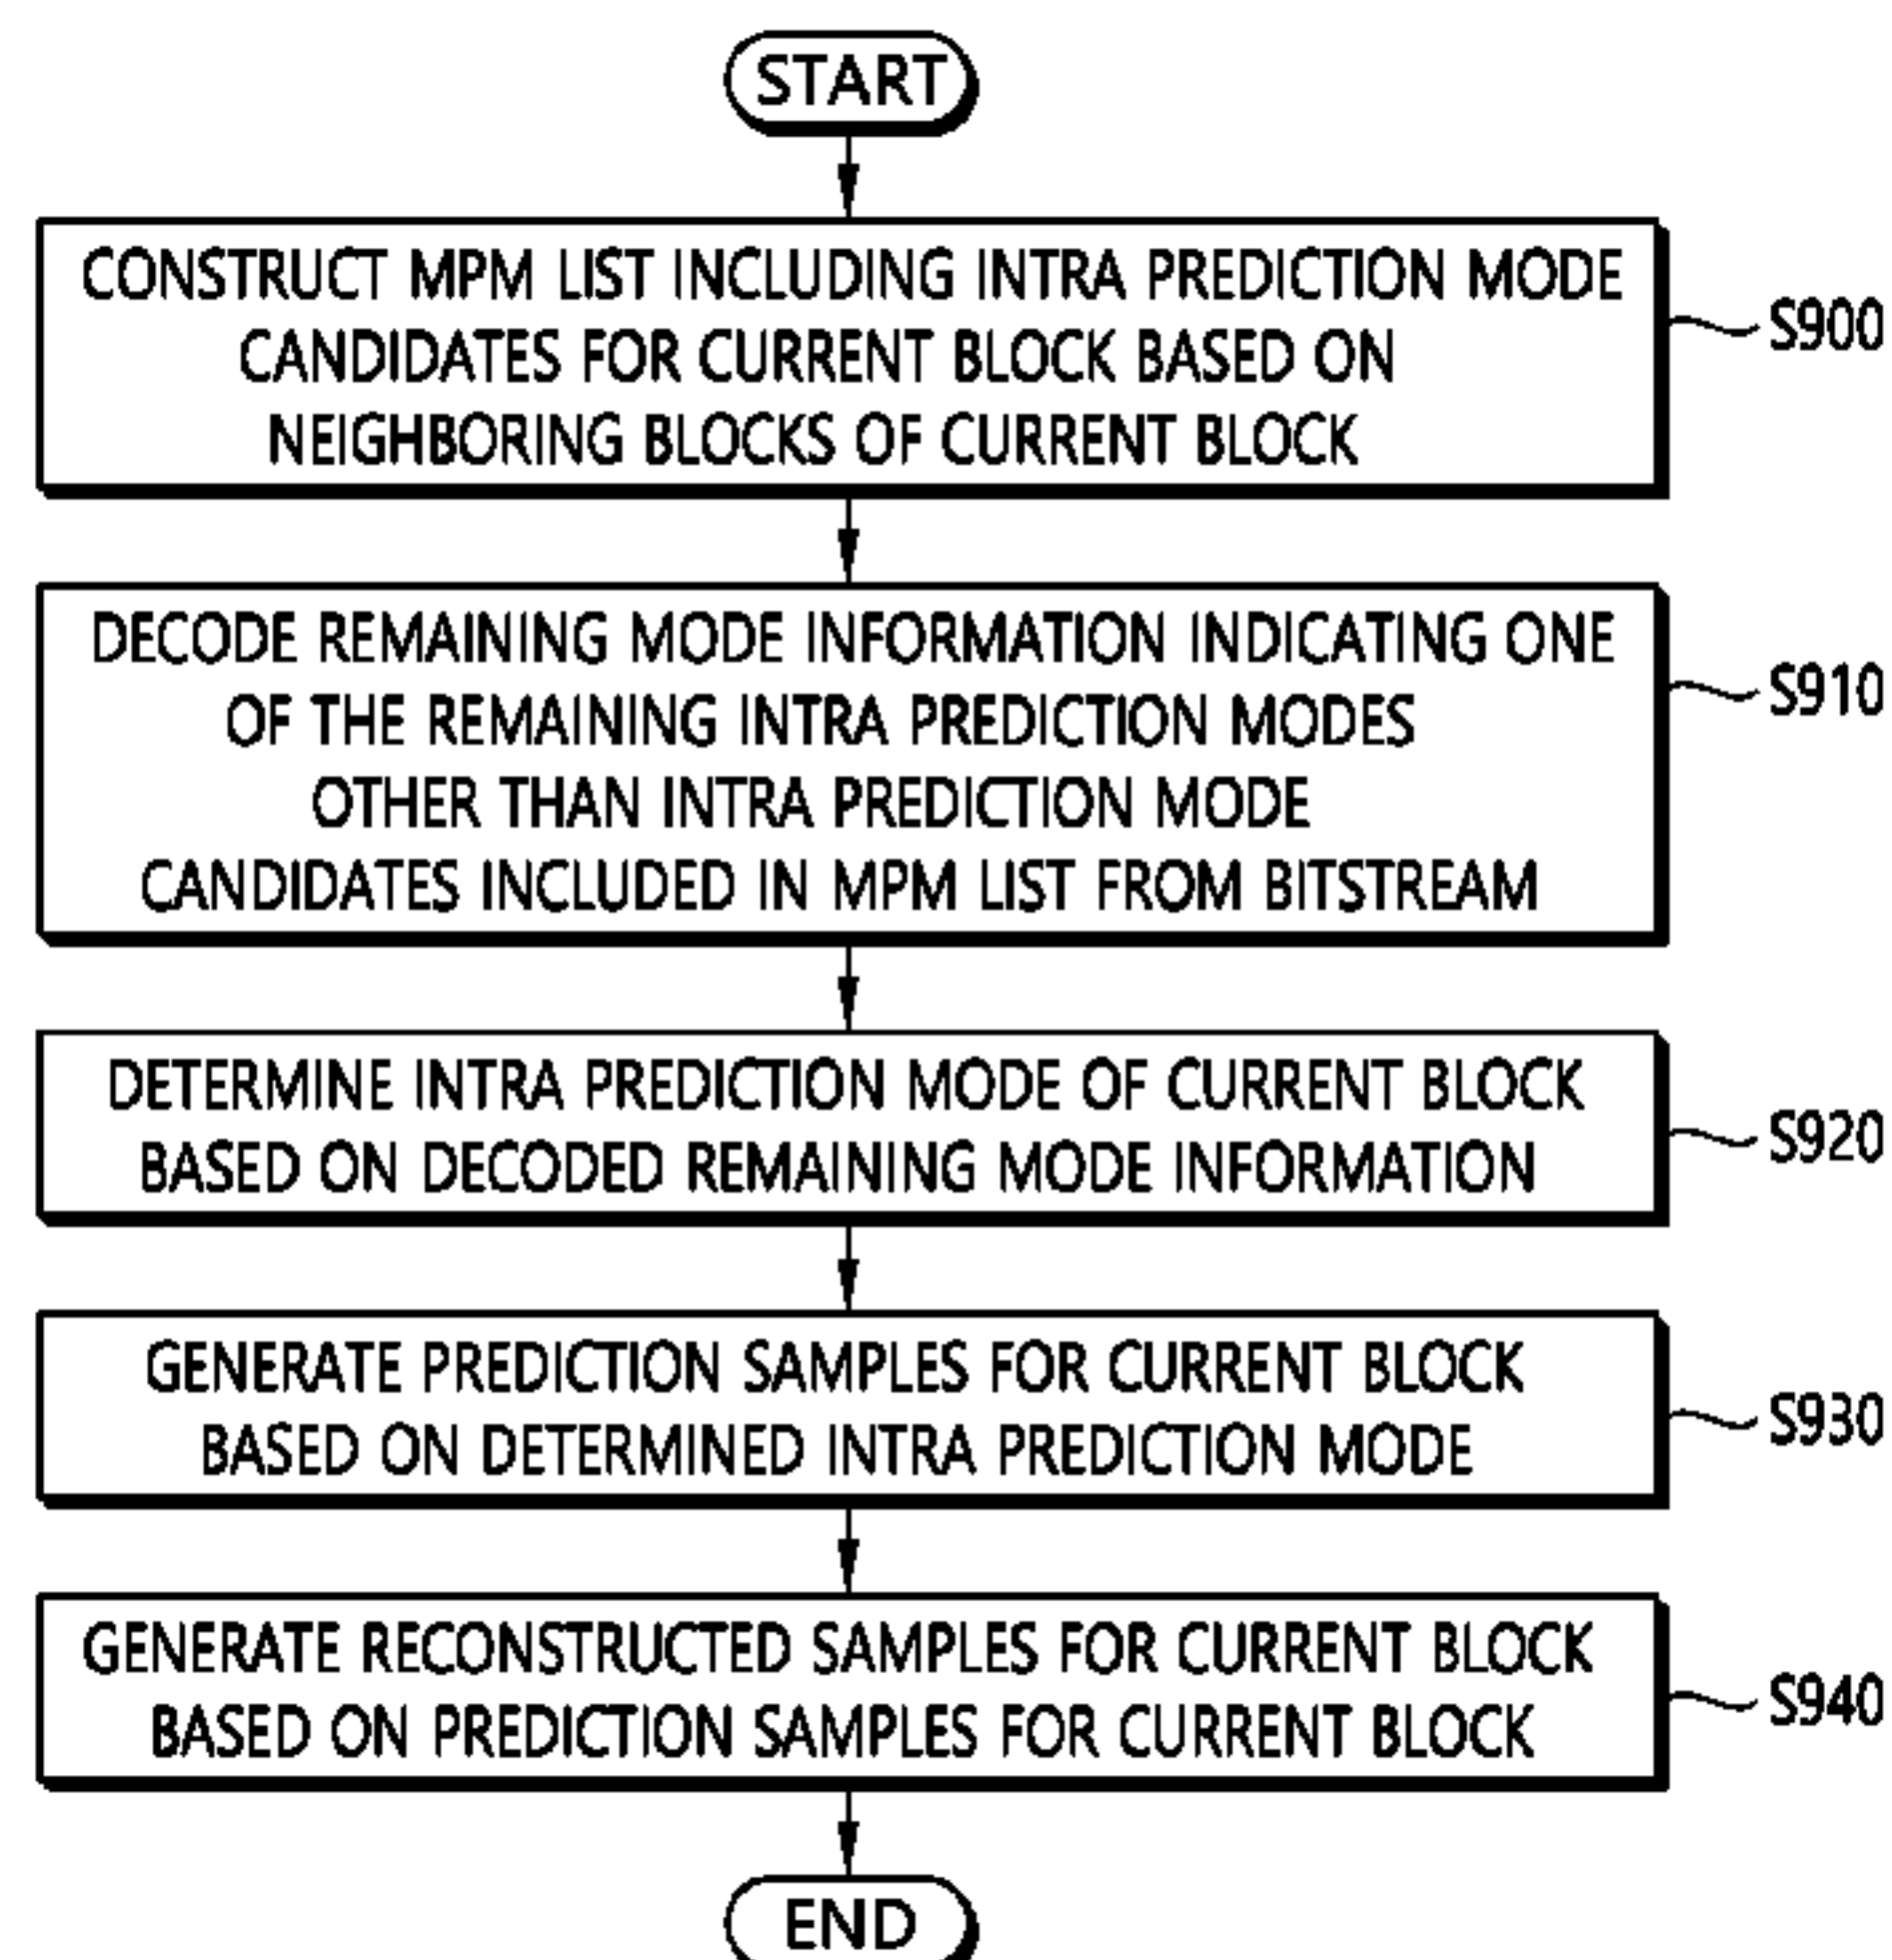 START
CONSTRUCT MPM LIST INCLUDING INTRA PREDICTION MODE
CANDIDATES FOR CURRENT BLOCK BASED ON
NEIGHBORING BLOCKS OF CURRENT BLOCK
S900
DECODE REMAINING MODE INFORMATION INDICATING ONE
OF THE REMAINING INTRA PREDICTION MODES
OTHER THAN INTRA PREDICTION MODE
CANDIDATES INCLUDED IN MPM LIST FROM BITSTREAM
S910
DETERMINE INTRA PREDICTION MODE OF CURRENT BLOCK
BASED ON DECODED REMAINING MODE INFORMATION
S920
GENERATE PREDICTION SAMPLES FOR CURRENT BLOCK
BASED ON DETERMINED INTRA PREDICTION MODE
S930
GENERATE RECONSTRUCTED SAMPLES FOR CURRENT BLOCK
BASED ON PREDICTION SAMPLES FOR CURRENT BLOCK
S940
END